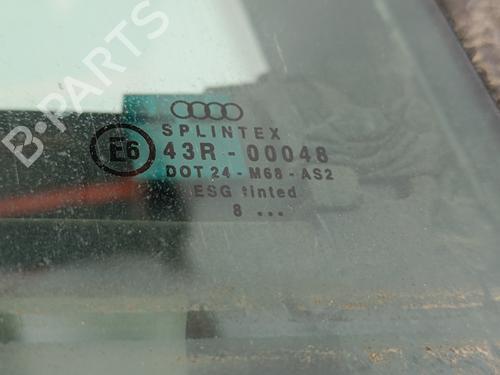 B-PARTS
SPLINTEX
E6
43R - 00048
DOT 24 - M68 - AS2
ESG tinted
8 ...